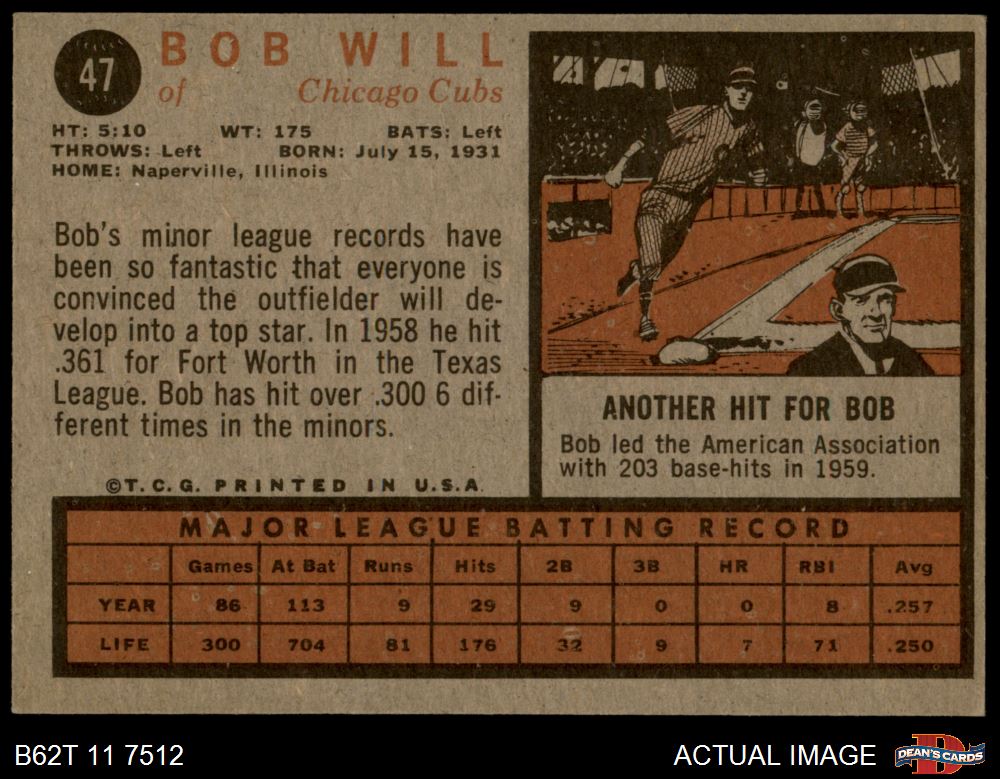 47
BOB WILL
of Chicago Cubs
HT: 5:10 WT: 175 BATS: Left
THROWS: Left BORN: July 15, 1931
HOME: Naperville, Illinois
Bob's minor league records have
been so fantastic that everyone is
convinced the outfielder will de-
velop into a top star. In 1958 he hit
.361 for Fort Worth in the Texas
League. Bob has hit over .300 6 dif-
ferent times in the minors.
©T.C.G. PRINTED IN U.S.A.
ANOTHER HIT FOR BOB
Bob led the American Association
with 203 base-hits in 1959.
MAJOR LEAGUE BATTING RECORD
Games At Bat Runs Hits 2B 3B HR RBI Avg
YEAR 86 113 9 29 9 0 0 8 .257
LIFE 300 704 81 176 32 9 7 71 .250
B62T 11 7512
ACTUAL IMAGE
DEAN'S CARDS